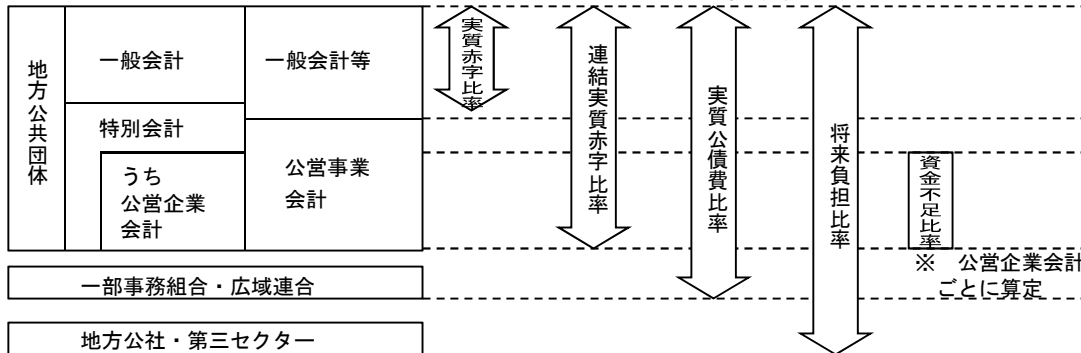 地方公共団体
一般会計
一般会計等
特別会計
うち
公営企業
会計
公営事業
会計
一部事務組合・広域連合
地方公社・第三セクター
実質赤字比率
連結実質赤字比率
実質公債費比率
将来負担比率
資金不足比率
※ 公営企業会計
ごとに算定